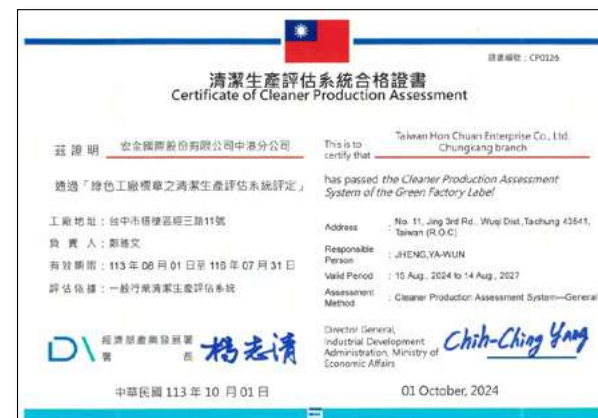 證書編號：CP0126
清潔生產評估系統合格證書
Certificate of Cleaner Production Assessment
茲證明 宏全國際股份有限公司中港分公司
通過「綠色工廠標章之清潔生產評估系統評定」
工廠地址：台中市梧棲區經三路11號
負責人：鄭雅文
有效期限：113年08月01日至116年07月31日
評估依據：一般行業清潔生產評估系統
經濟部產業發展署
署長 楊志清
中華民國113年10月01日
This is to certify that Taiwan Hon Chuan Enterprise Co., Ltd. Chungkang branch
has passed the Cleaner Production Assessment
System of the Green Factory Label
Address : No. 11, Jing 3rd Rd., Wuqi Dist.,Taichung 43541,
Taiwan (R.O.C)
Responsible Person : JHENG,YA-WUN
Valid Period : 15 Aug., 2024 to 14 Aug., 2027
Assessment Method : Cleaner Production Assessment System—General
Director General,
Industrial Development
Administration, Ministry of
Economic Affairs
Chih-Ching Yang
01 October, 2024